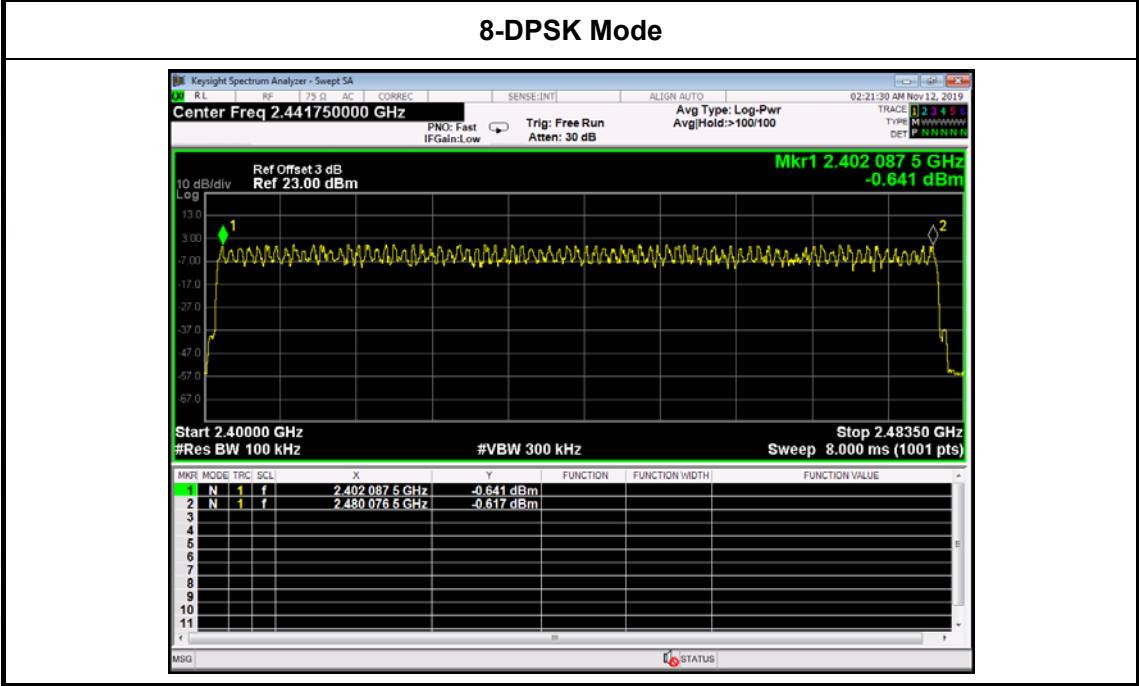 8-DPSK Mode
Keysight Spectrum Analyzer - Swept SA
RL RF 75 Ω AC CORREC SENSE:INT ALIGN AUTO 02:21:30 AM Nov 12, 2019
Center Freq 2.441750000 GHz
PNO: Fast
IFGain:Low
Trig: Free Run
Atten: 30 dB
Avg Type: Log-Pwr
Avg|Hold:>100/100
TRACE 1 2 3 4 5 6
TYPE M WWWWW
DET P N N N N N
Mkr1 2.402 087 5 GHz
-0.641 dBm
Ref Offset 3 dB
10 dB/div Ref 23.00 dBm
Log
13.0
3.00
-7.00
-17.0
-27.0
-37.0
-47.0
-57.0
-67.0
1
2
Start 2.40000 GHz Stop 2.48350 GHz
#Res BW 100 kHz #VBW 300 kHz Sweep 8.000 ms (1001 pts)
MKR MODE TRC SCL X Y FUNCTION FUNCTION WIDTH FUNCTION VALUE
1 N 1 f 2.402 087 5 GHz -0.641 dBm
2 N 1 f 2.480 076 5 GHz -0.617 dBm
3
4
5
6
7
8
9
10
11
MSG STATUS